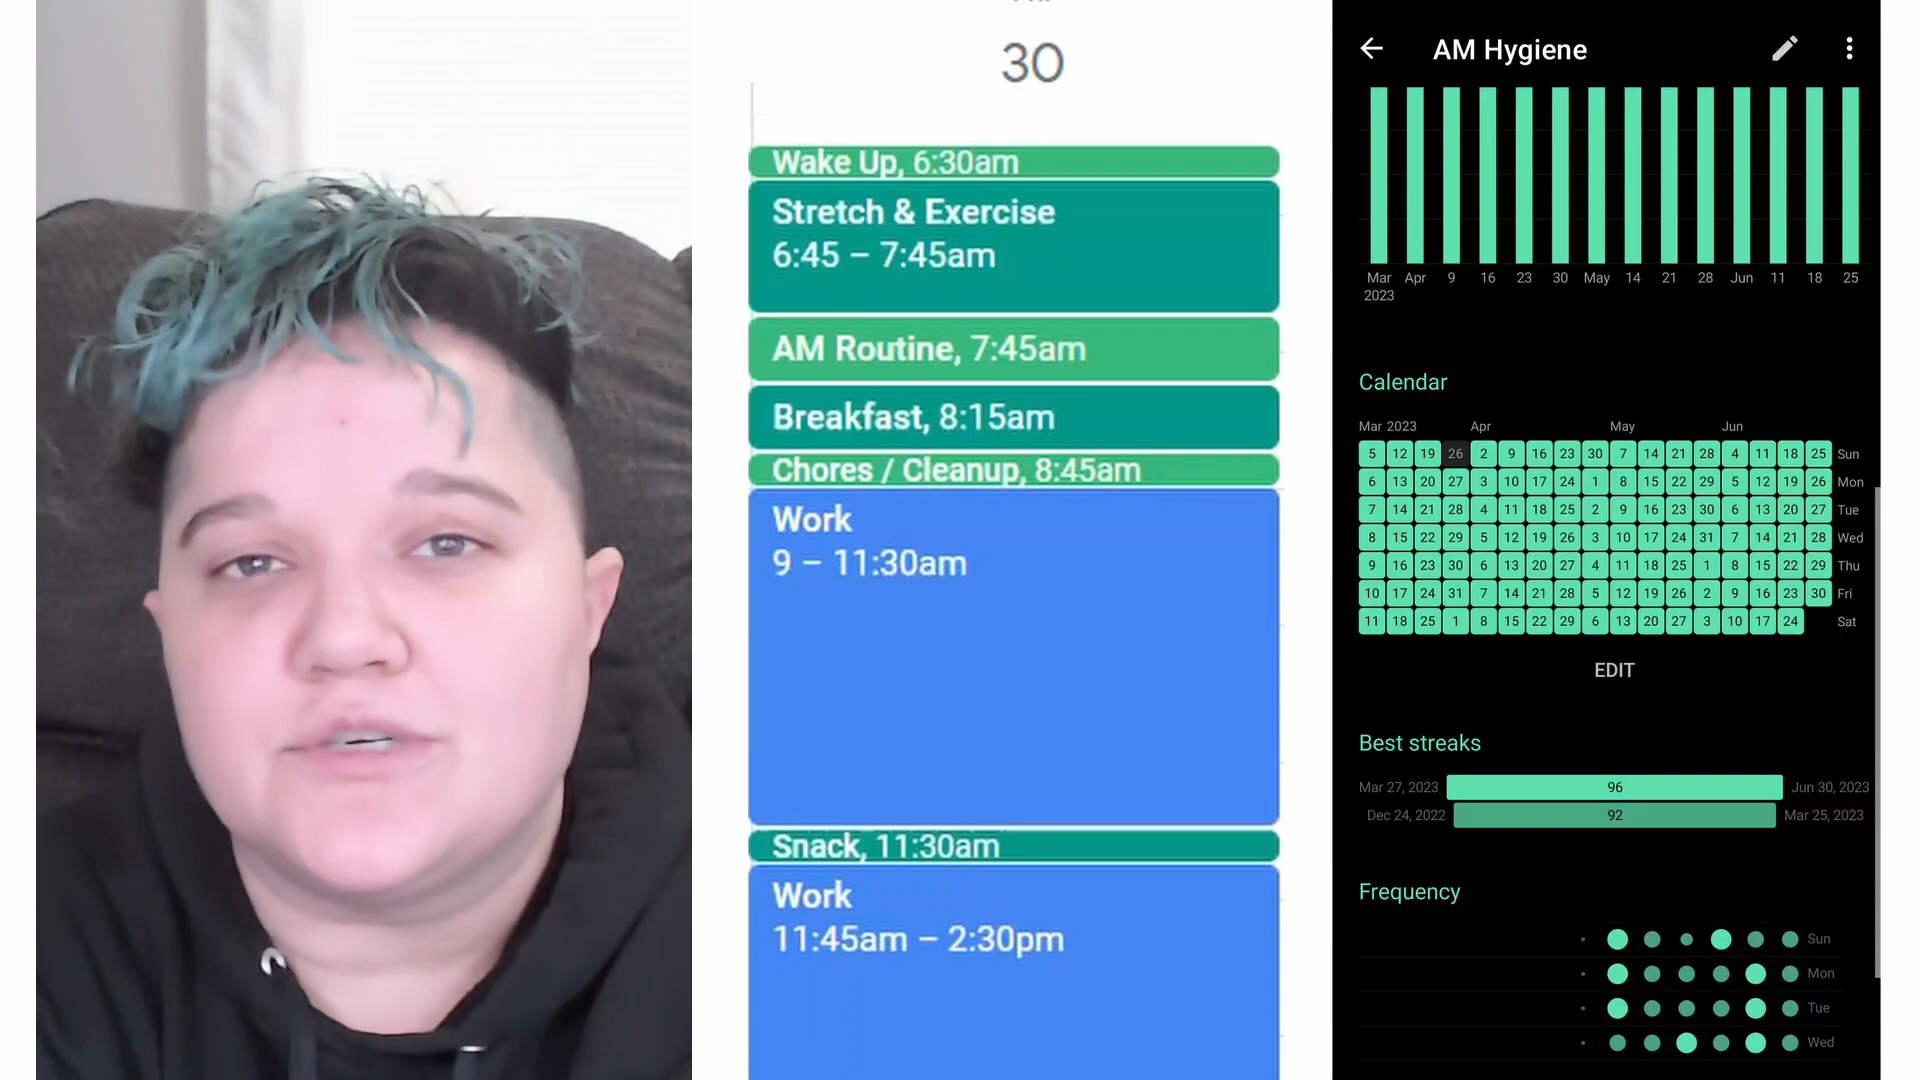 30
Wake Up, 6:30am
Stretch & Exercise
6:45 – 7:45am
AM Routine, 7:45am
Breakfast, 8:15am
Chores / Cleanup, 8:45am
Work
9 – 11:30am
Snack, 11:30am
Work
11:45am – 2:30pm
AM Hygiene
Mar Apr 9 16 23 30 May 14 21 28 Jun 11 18 25
2023
Calendar
Mar 2023 Apr May Jun
5 12 19 26 2 9 16 23 30 7 14 21 28 4 11 18 25 Sun
6 13 20 27 3 10 17 24 1 8 15 22 29 5 12 19 26 Mon
7 14 21 28 4 11 18 25 2 9 16 23 30 6 13 20 27 Tue
8 15 22 29 5 12 19 26 3 10 17 24 31 7 14 21 28 Wed
9 16 23 30 6 13 20 27 4 11 18 25 1 8 15 22 29 Thu
10 17 24 31 7 14 21 28 5 12 19 26 2 9 16 23 30 Fri
11 18 25 1 8 15 22 29 6 13 20 27 3 10 17 24 Sat
EDIT
Best streaks
Mar 27, 2023 96 Jun 30, 2023
Dec 24, 2022 92 Mar 25, 2023
Frequency
Sun
Mon
Tue
Wed